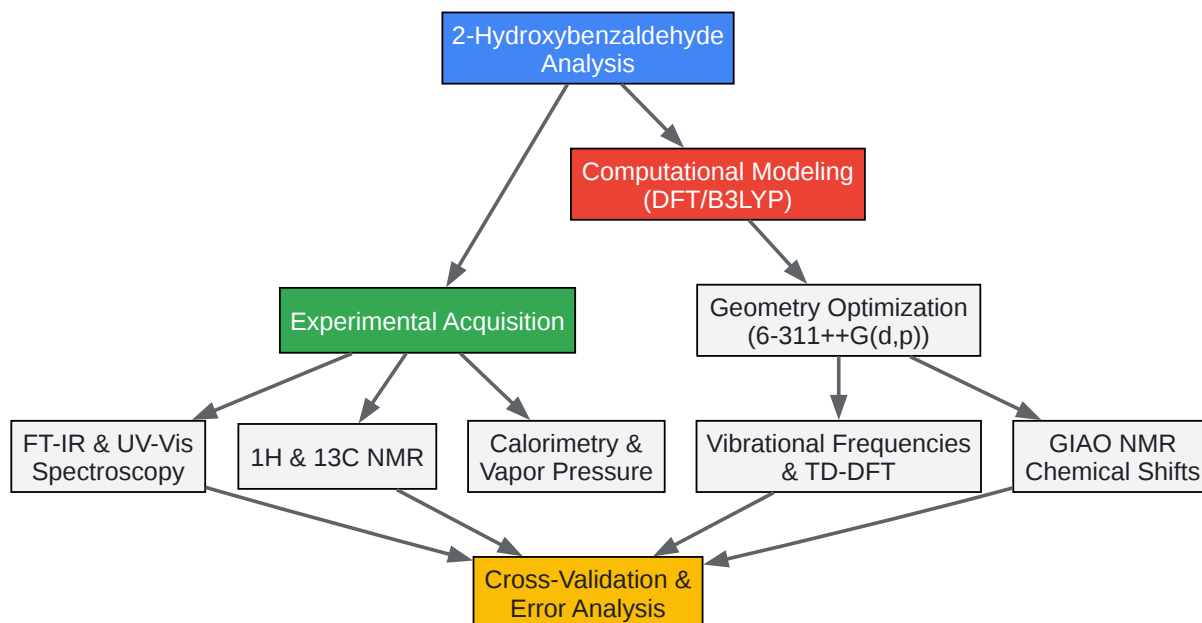 2-Hydroxybenzaldehyde
Analysis
Computational Modeling
(DFT/B3LYP)
Experimental Acquisition
Geometry Optimization
(6-311++G(d,p))
FT-IR & UV-Vis
Spectroscopy
1H & 13C NMR
Calorimetry &
Vapor Pressure
Vibrational Frequencies
& TD-DFT
GIAO NMR
Chemical Shifts
Cross-Validation &
Error Analysis